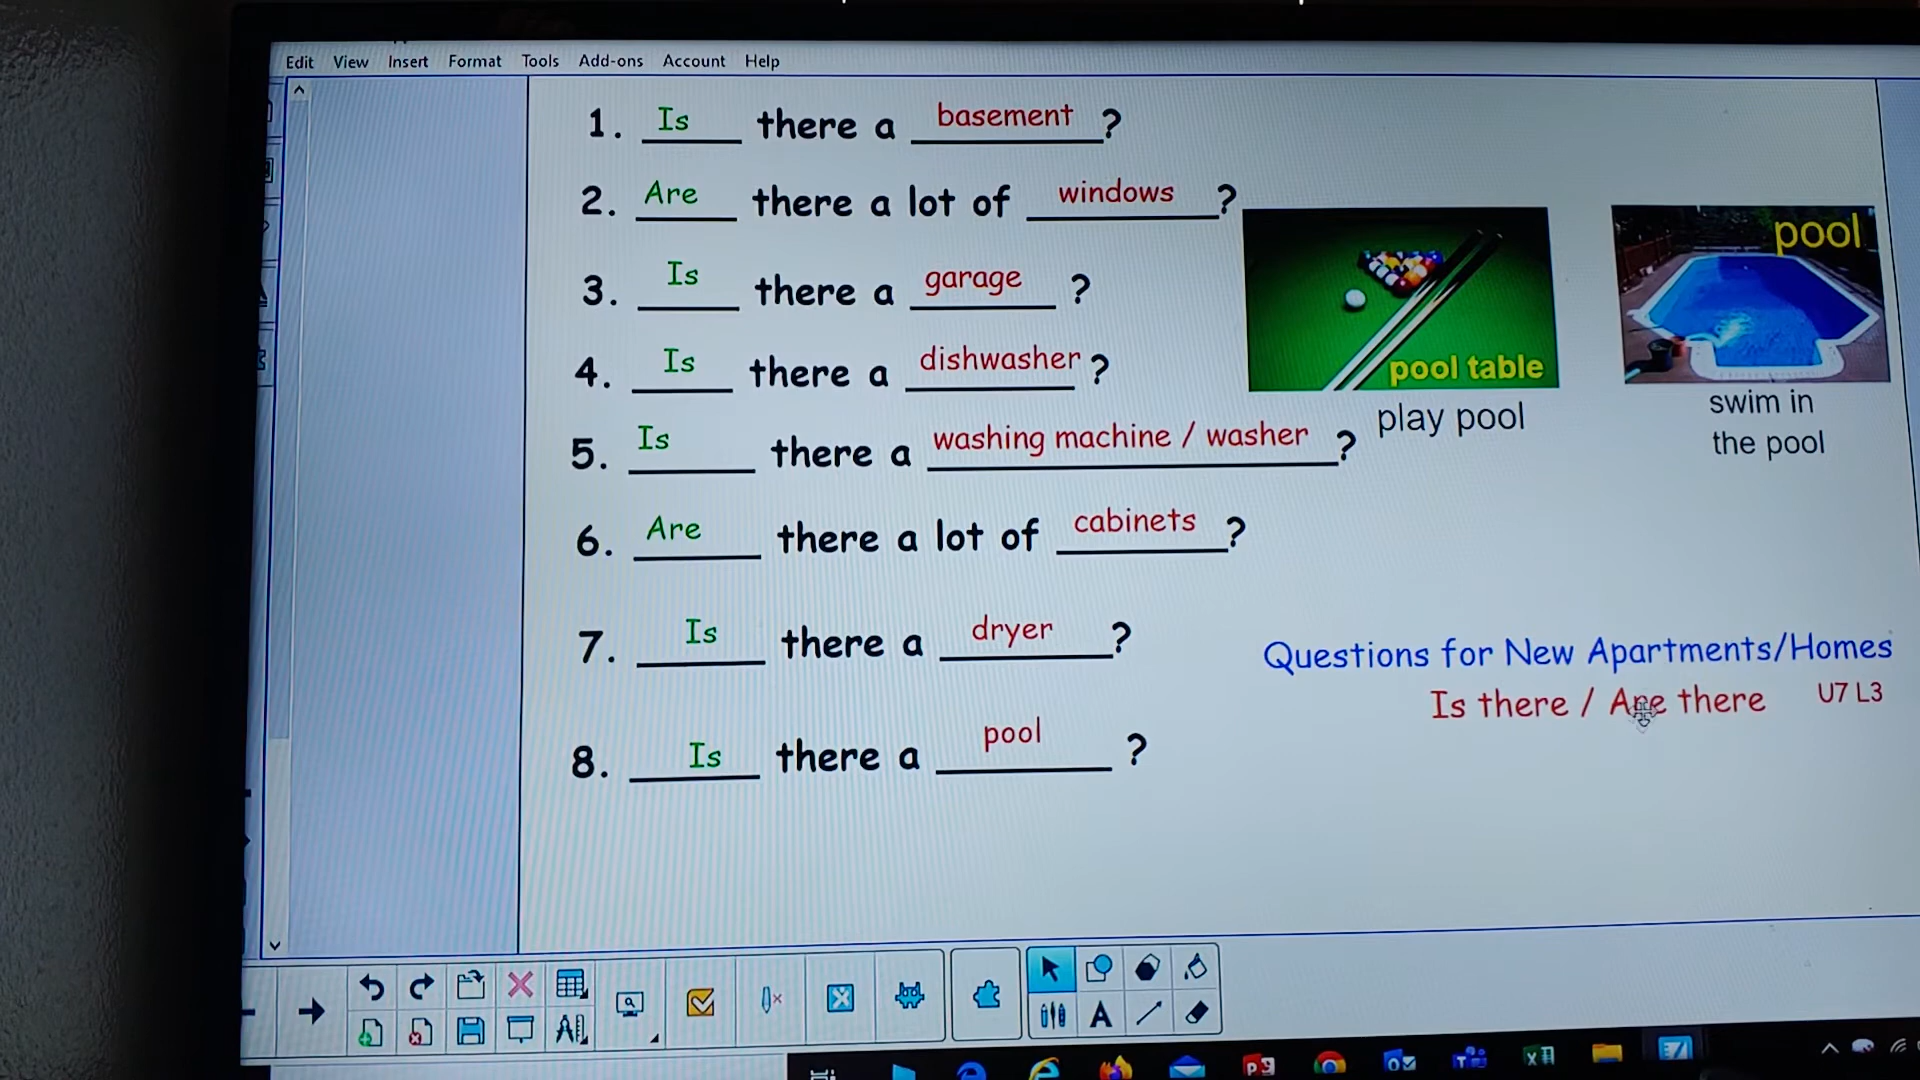 Edit View Insert Format Tools Add-ons Account Help
1. Is there a basement?
2. Are there a lot of windows?
3. Is there a garage ?
4. Is there a dishwasher ?
5. Is there a washing machine / washer ?
6. Are there a lot of cabinets ?
7. Is there a dryer ?
8. Is there a pool ?
pool table
play pool
pool
swim in
the pool
Questions for New Apartments/Homes
Is there / Are there U7 L3